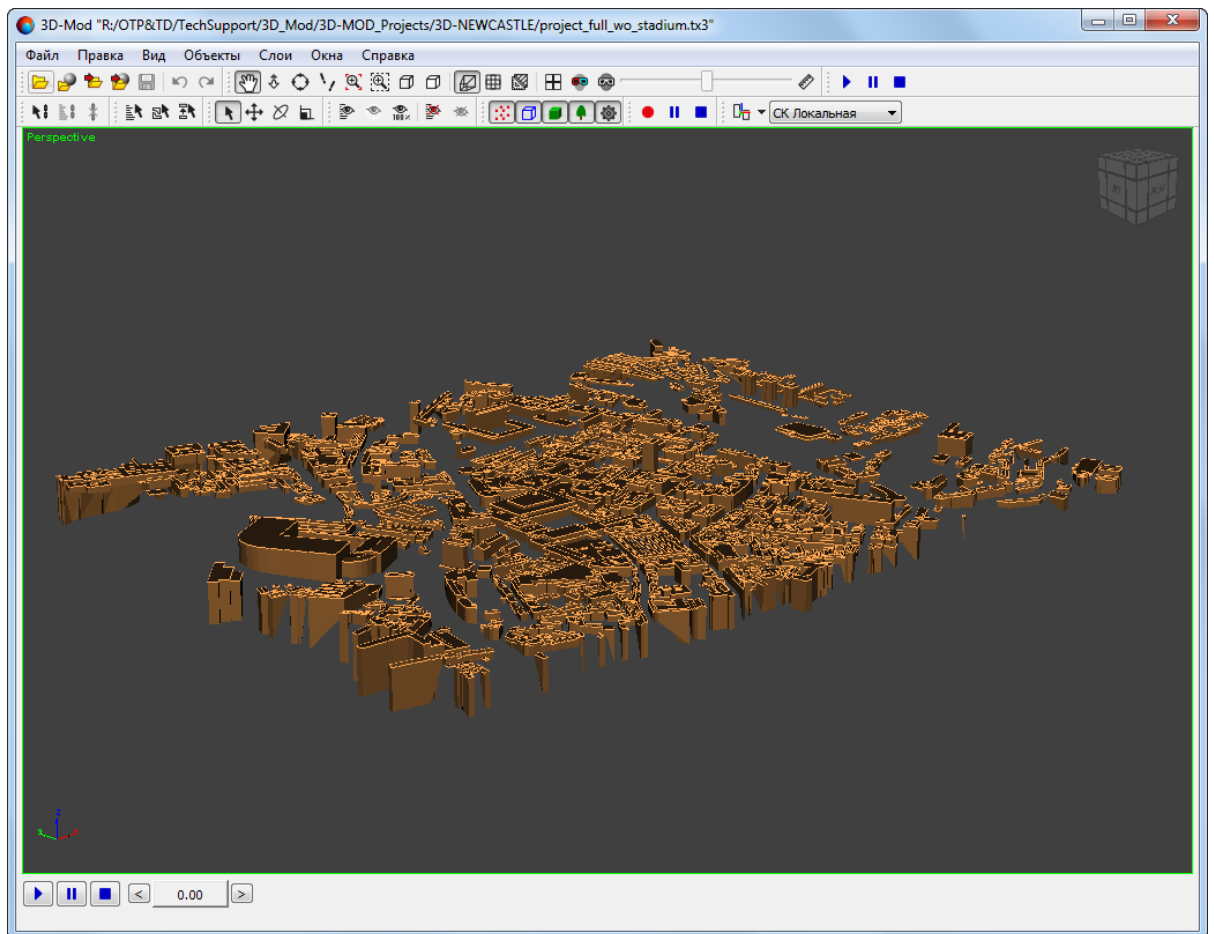 3D-Mod "R:/OTP&TD/TechSupport/3D_Mod/3D-MOD_Projects/3D-NEWCASTLE/project_full_wo_stadium.tx3"
Файл Правка Вид Объекты Слои Окна Справка
100%
СК Локальная
Perspective
z
0.00